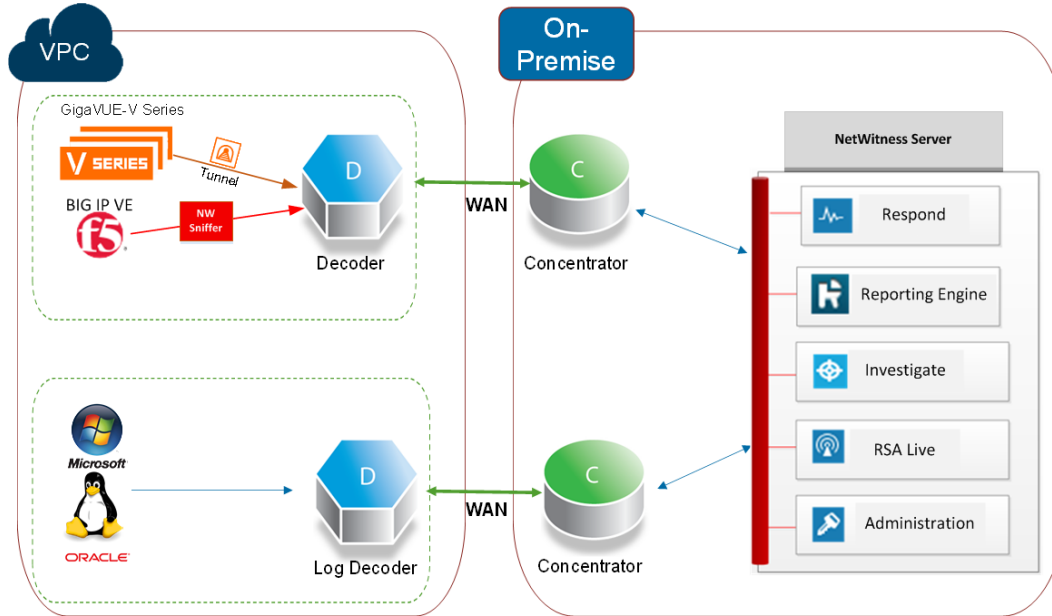 VPC
On-
Premise
GigaVUE-V Series
V SERIES
Tunnel
BIG IP VE
f5
NW
Sniffer
D
Decoder
WAN
C
Concentrator
NetWitness Server
Respond
Reporting Engine
Investigate
RSA Live
Administration
Microsoft
ORACLE
D
Log Decoder
WAN
C
Concentrator